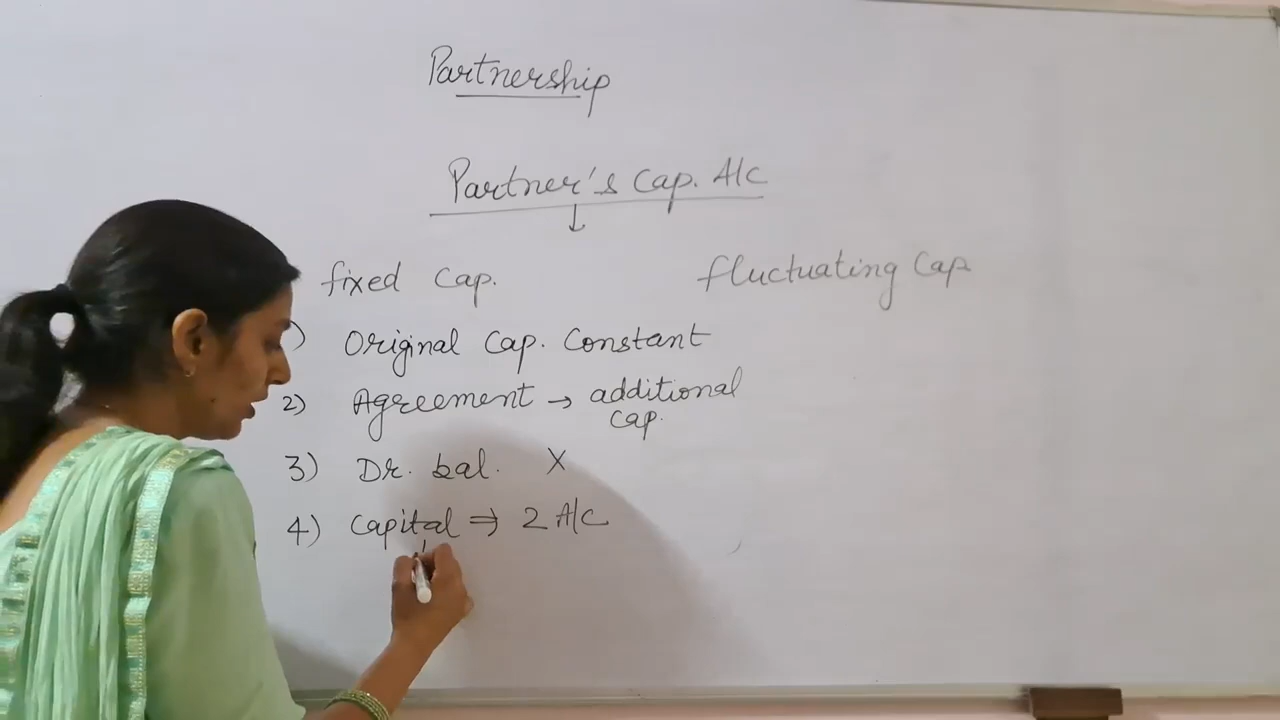 Partnership
Partner's Cap. A/c
↓
fixed Cap.
fluctuating Cap
1) Original Cap. Constant
2) Agreement → additional
cap.
3) Dr. bal. X
4) Capital ⇒ 2 A/C